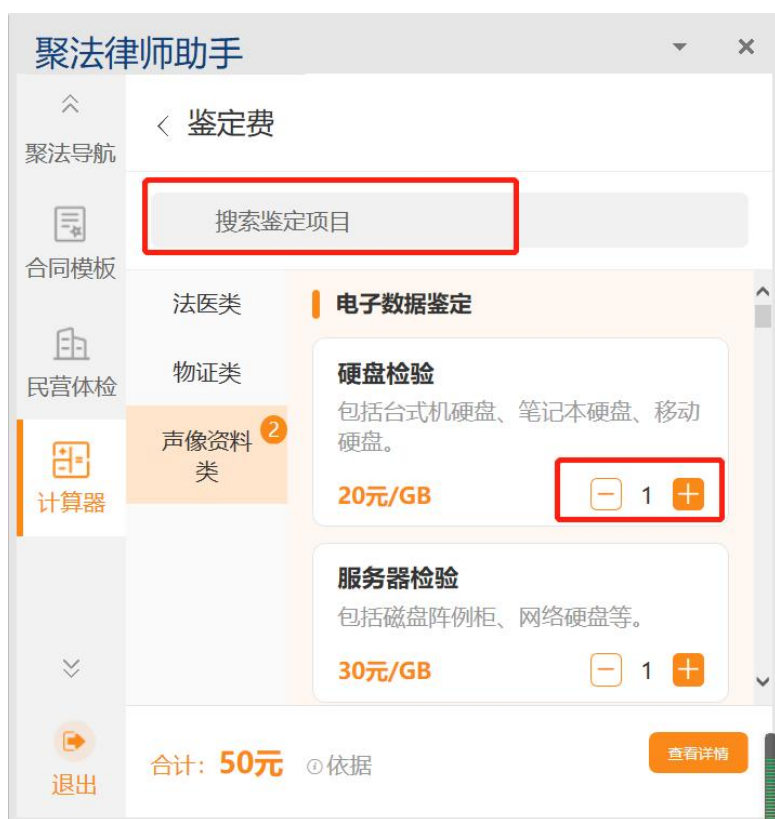 聚法律师助手
聚法导航
合同模板
民营体检
计算器
退出
鉴定费
搜索鉴定项目
法医类
物证类
声像资料
类
2
电子数据鉴定
硬盘检验
包括台式机硬盘、笔记本硬盘、移动
硬盘。
20元/GB
1
服务器检验
包括磁盘阵例柜、网络硬盘等。
30元/GB
1
合计：50元
依据
查看详情